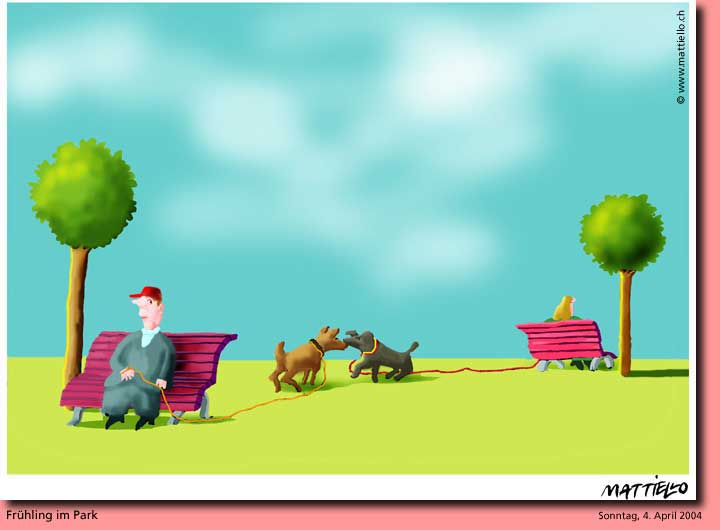 © www.mattiello.ch
MATTIELLO
Frühling im Park
Sonntag, 4. April 2004